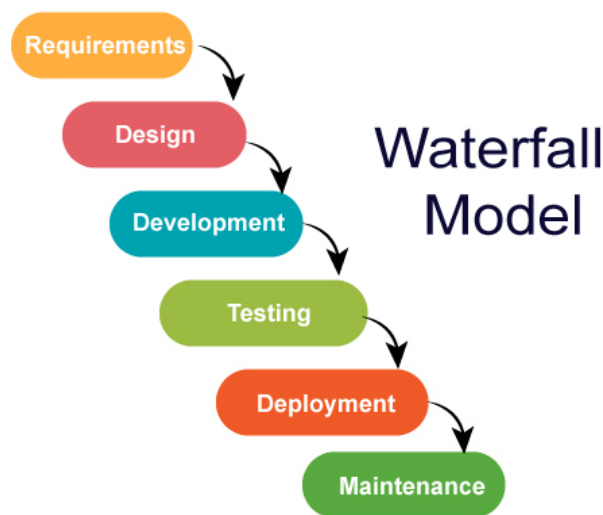 Requirements
Design
Waterfall
Model
Development
Testing
Deployment
Maintenance